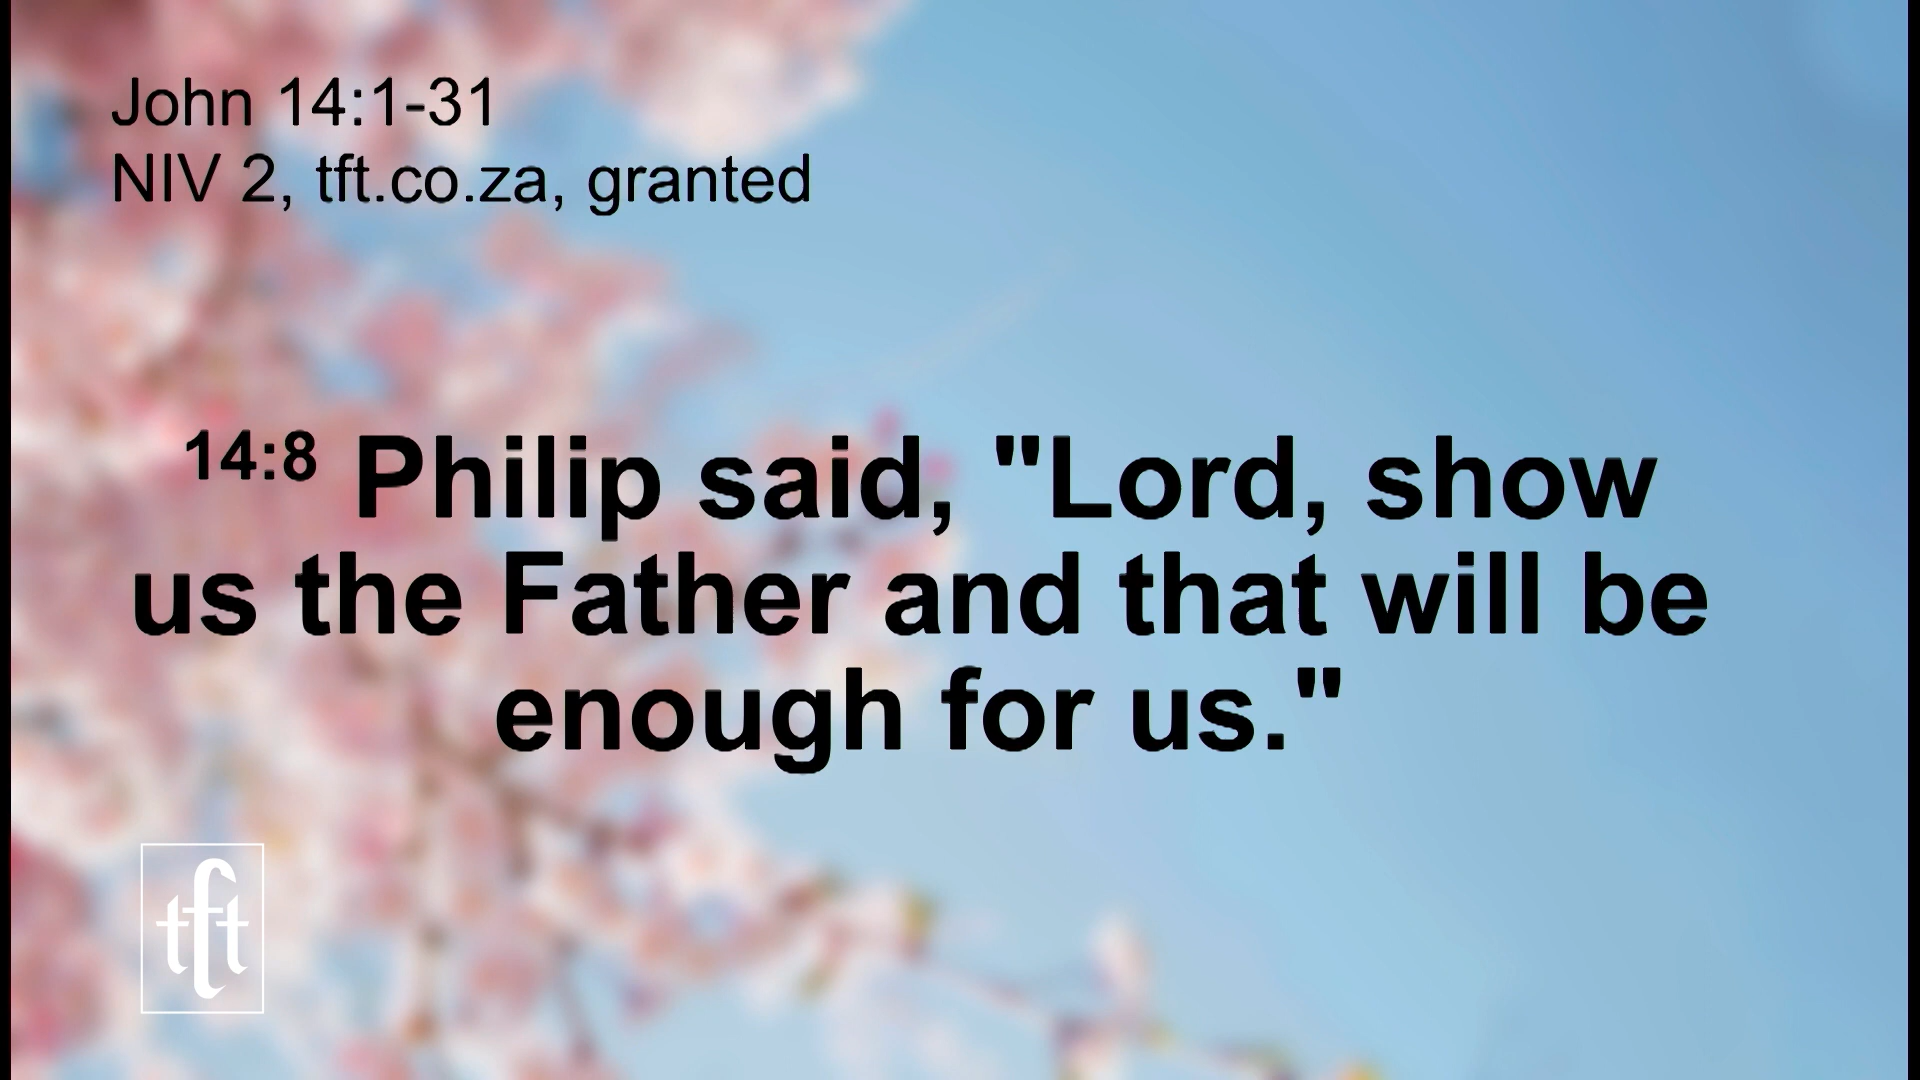 John 14:1-31
NIV 2, tft.co.za, granted
14:8 Philip said, "Lord, show
us the Father and that will be
enough for us."
tft